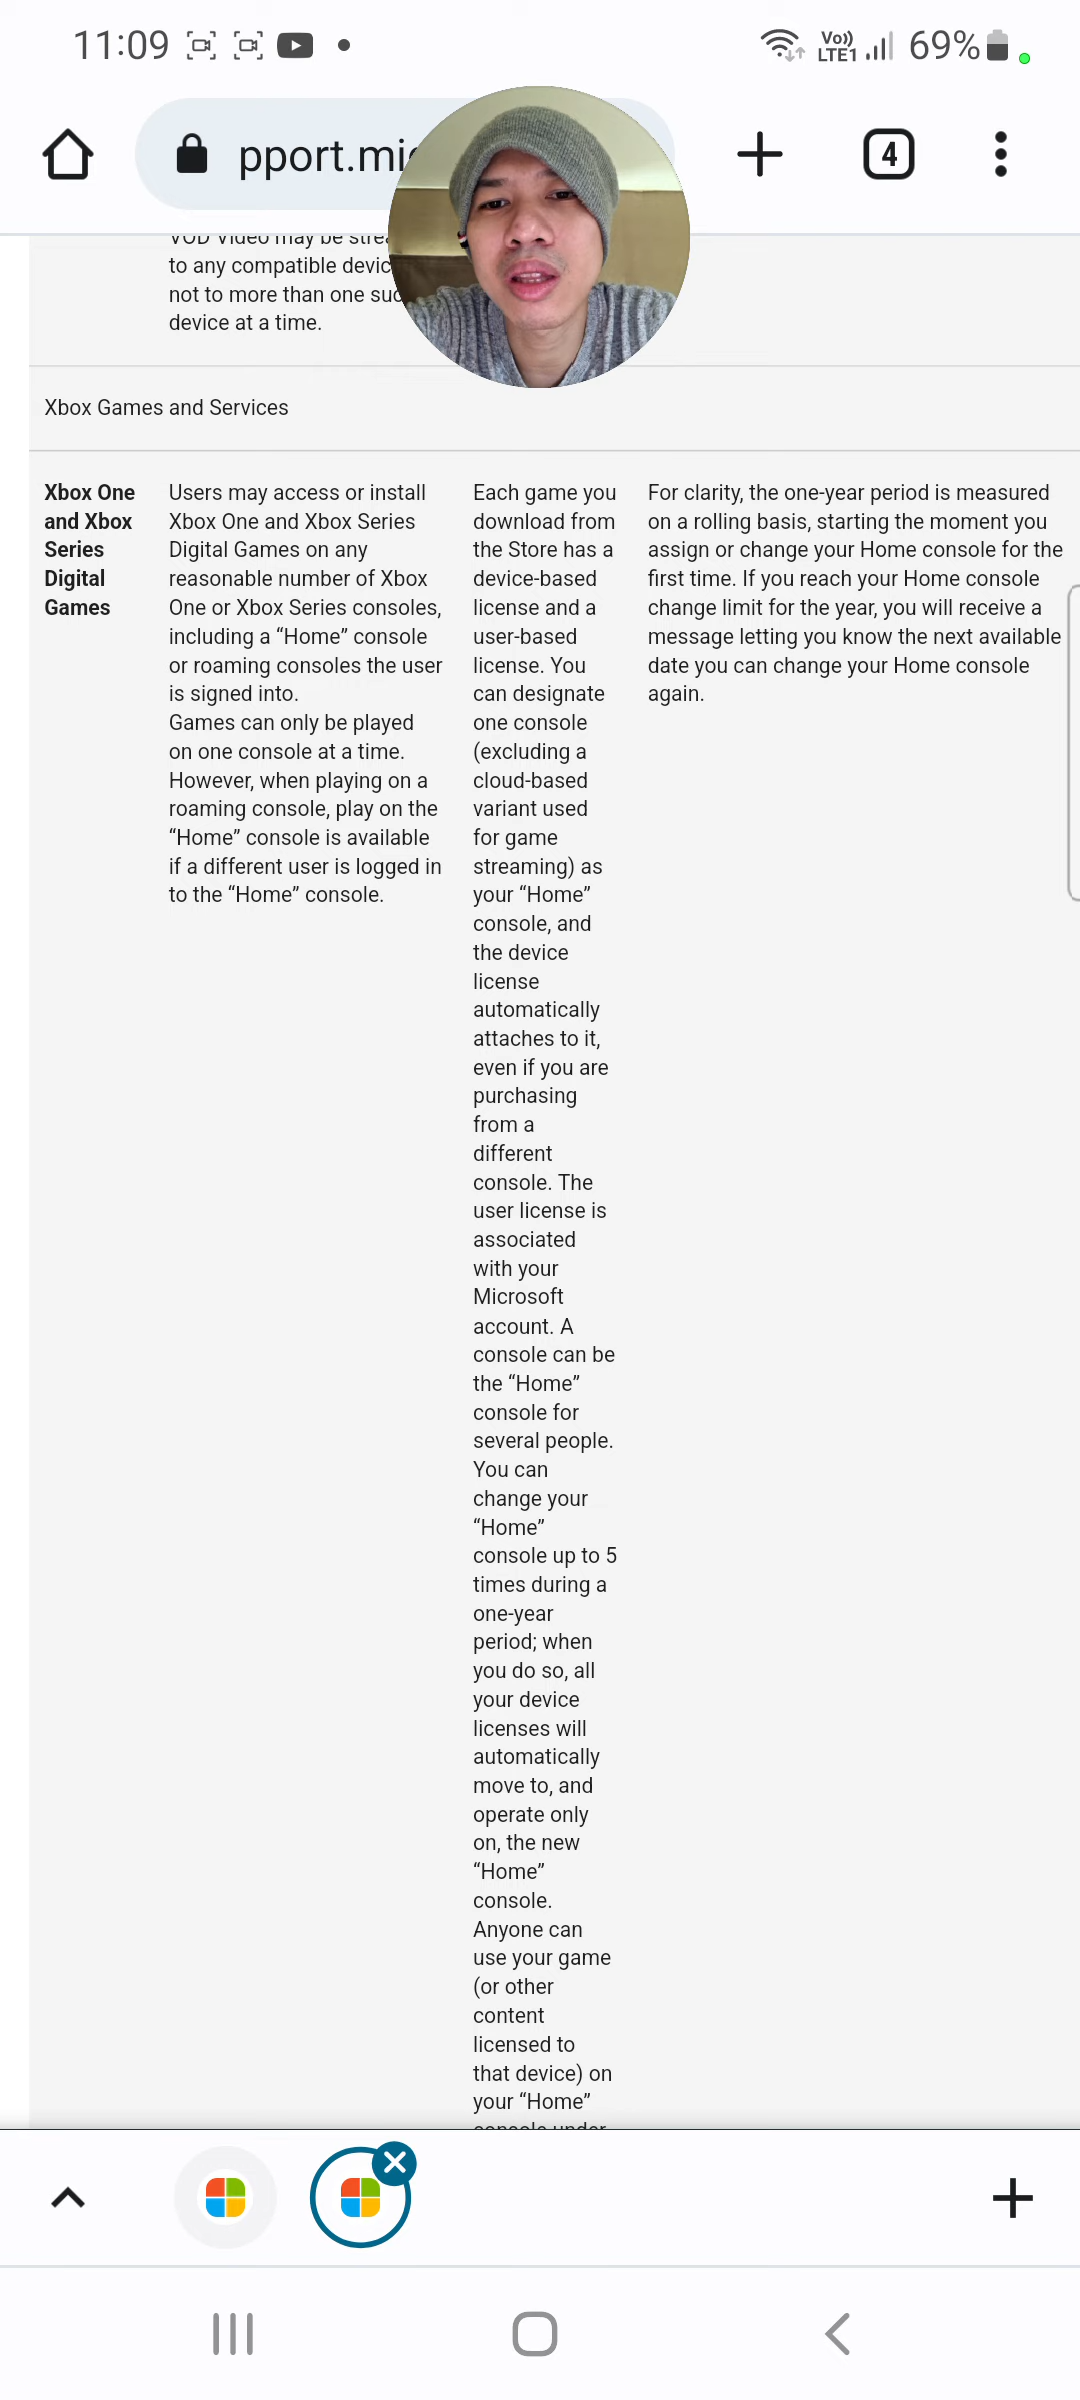 11:09
Vo)) LTE1
69%
pport.mic
4
VOD Video may be strea
to any compatible devic
not to more than one suc
device at a time.
Xbox Games and Services
Xbox One
and Xbox
Series
Digital
Games
Users may access or install
Xbox One and Xbox Series
Digital Games on any
reasonable number of Xbox
One or Xbox Series consoles,
including a “Home” console
or roaming consoles the user
is signed into.
Games can only be played
on one console at a time.
However, when playing on a
roaming console, play on the
“Home” console is available
if a different user is logged in
to the “Home” console.
Each game you
download from
the Store has a
device-based
license and a
user-based
license. You
can designate
one console
(excluding a
cloud-based
variant used
for game
streaming) as
your “Home”
console, and
the device
license
automatically
attaches to it,
even if you are
purchasing
from a
different
console. The
user license is
associated
with your
Microsoft
account. A
console can be
the “Home”
console for
several people.
You can
change your
“Home”
console up to 5
times during a
one-year
period; when
you do so, all
your device
licenses will
automatically
move to, and
operate only
on, the new
“Home”
console.
Anyone can
use your game
(or other
content
licensed to
that device) on
your “Home”
console under
For clarity, the one-year period is measured
on a rolling basis, starting the moment you
assign or change your Home console for the
first time. If you reach your Home console
change limit for the year, you will receive a
message letting you know the next available
date you can change your Home console
again.